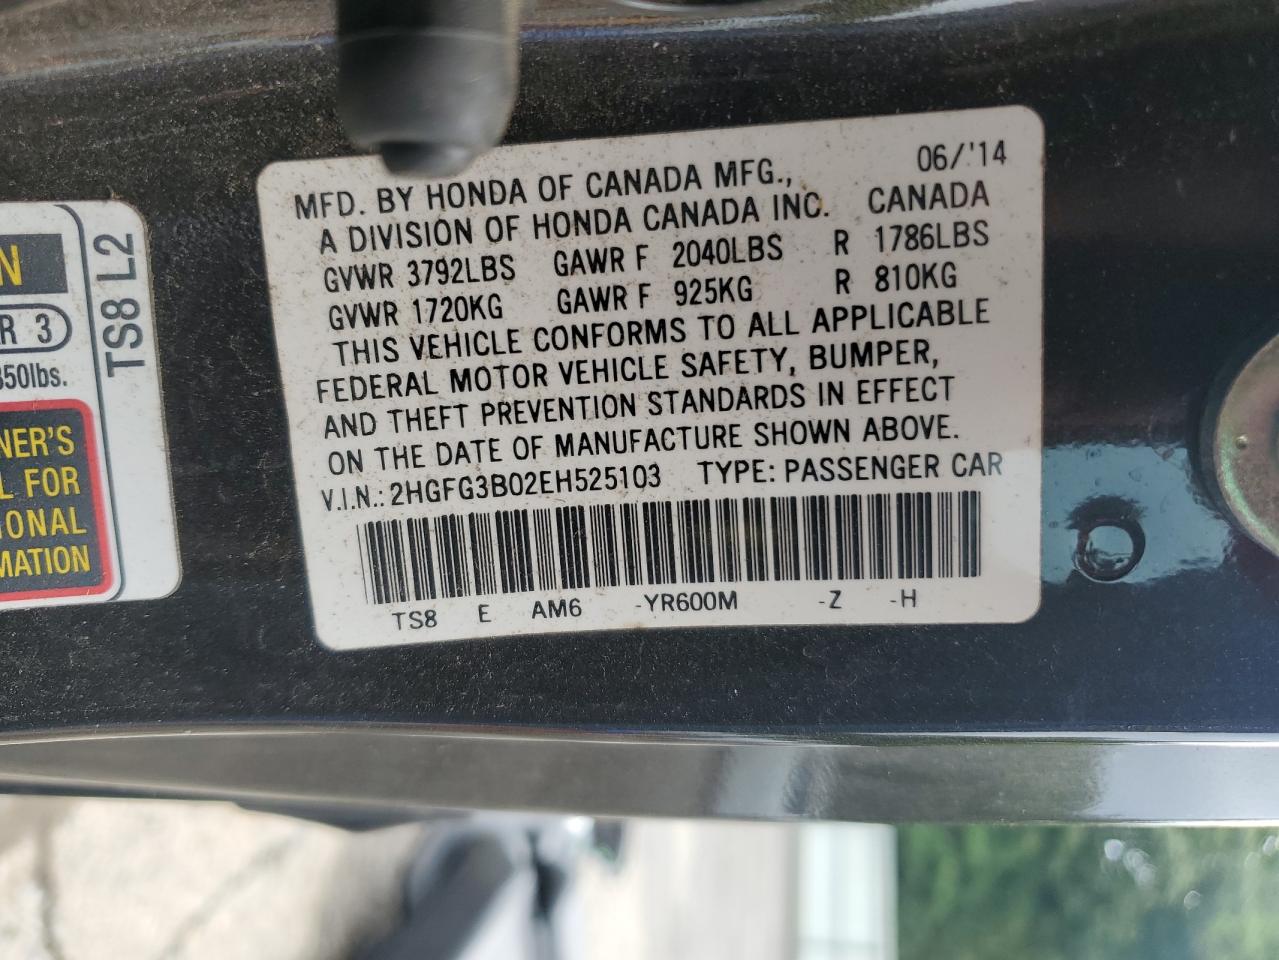 N
R 3
350lbs.
NER'S
L FOR
IONAL
MATION
TS8 L2
06/'14
MFD. BY HONDA OF CANADA MFG.,
A DIVISION OF HONDA CANADA INC. CANADA
GVWR 3792LBS GAWR F 2040LBS R 1786LBS
GVWR 1720KG GAWR F 925KG R 810KG
THIS VEHICLE CONFORMS TO ALL APPLICABLE
FEDERAL MOTOR VEHICLE SAFETY, BUMPER,
AND THEFT PREVENTION STANDARDS IN EFFECT
ON THE DATE OF MANUFACTURE SHOWN ABOVE.
V.I.N.: 2HGFG3B02EH525103 TYPE: PASSENGER CAR
TS8 E AM6 -YR600M -Z -H